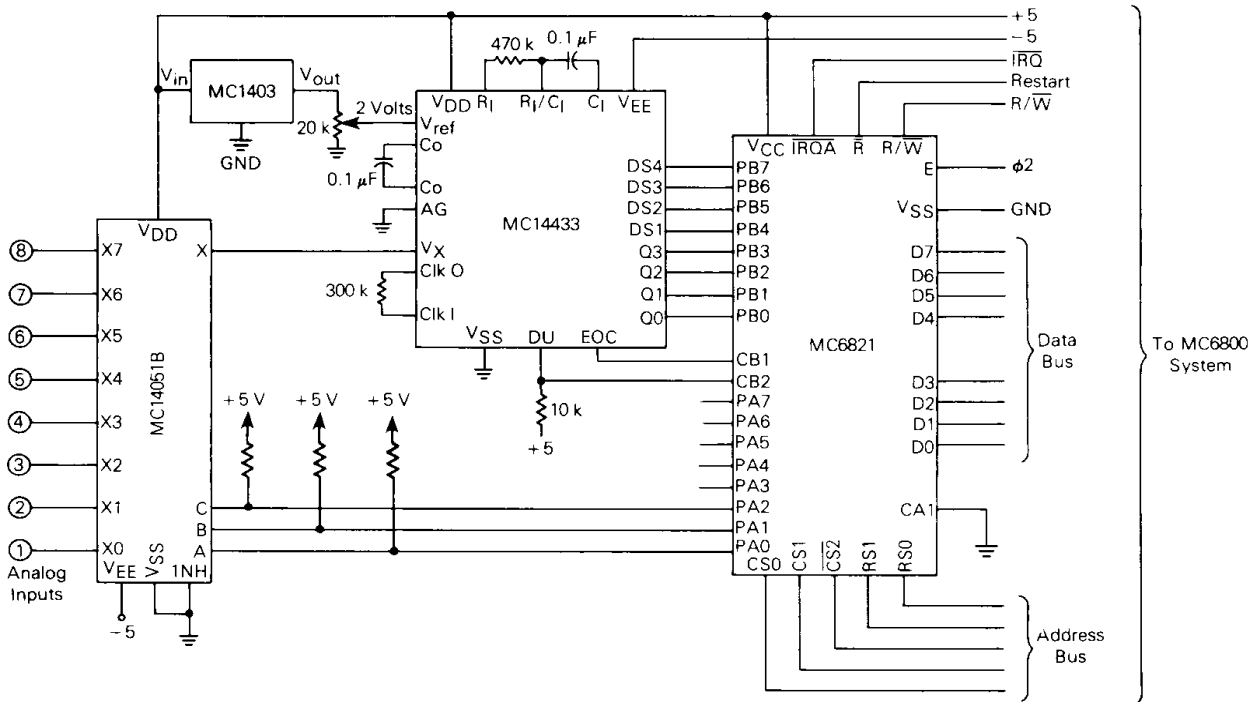 +5
-5
IRQ
Restart
R/W
470 k
0.1 μF
Vin
MC1403
Vout
GND
20 k
2 Volts
VDD
RI
RI/CI
CI
VEE
Vref
Co
0.1 μF
Co
AG
VX
Clk O
300 k
Clk I
MC14433
DS4
DS3
DS2
DS1
Q3
Q2
Q1
Q0
VSS
DU
EOC
10 k
+5
VCC
IRQA
R
R/W
PB7
PB6
PB5
PB4
PB3
PB2
PB1
PB0
CB1
CB2
PA7
PA6
PA5
PA4
PA3
PA2
PA1
PA0
MC6821
E
VSS
D7
D6
D5
D4
D3
D2
D1
D0
CA1
CS0
CS1
CS2
RS1
RS0
φ2
GND
Data
Bus
Address
Bus
To MC6800
System
VDD
X
8
X7
7
X6
6
X5
5
X4
4
X3
3
X2
2
X1
1
X0
MC14051B
C
B
A
VEE
VSS
1NH
Analog
Inputs
-5
+5 V
+5 V
+5 V